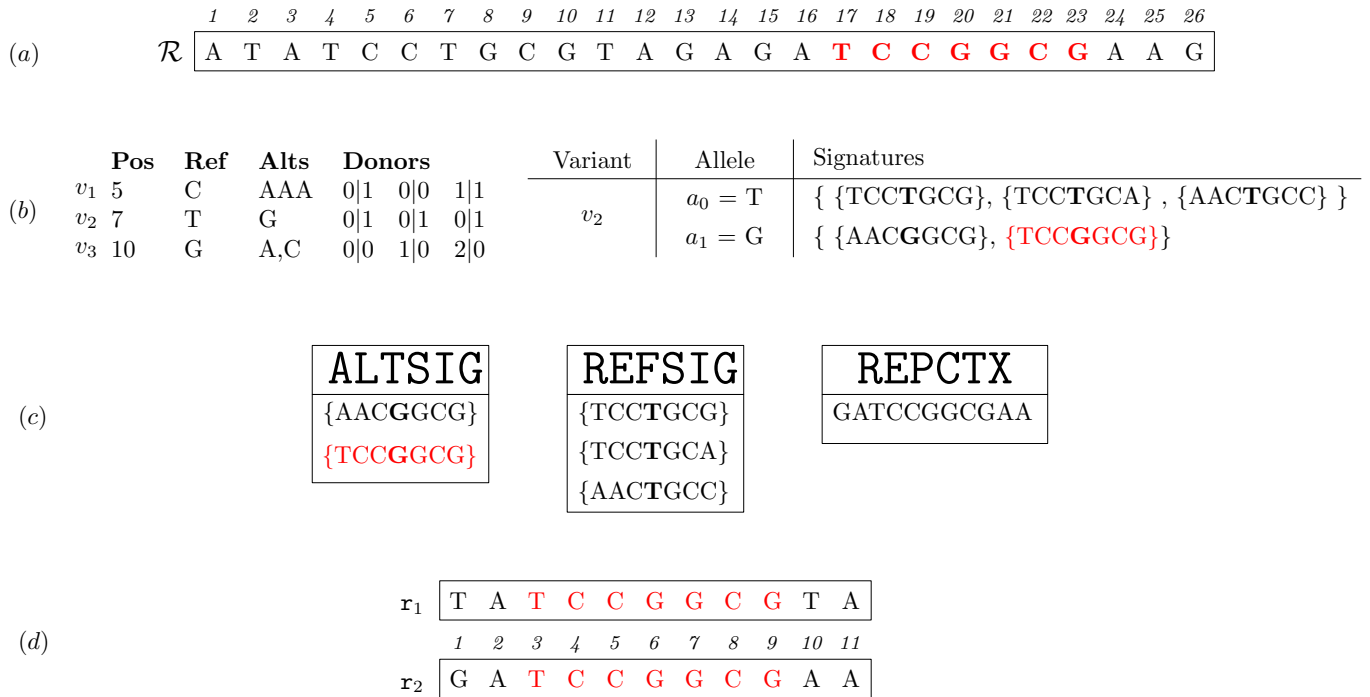 1 2 3 4 5 6 7 8 9 10 11 12 13 14 15 16 17 18 19 20 21 22 23 24 25 26
(a) R A T A T C C T G C G T A G A G A T C C G G C G A A G
(b)
Pos Ref Alts Donors
v1 5 C AAA 0|1 0|0 1|1
v2 7 T G 0|1 0|1 0|1
v3 10 G A,C 0|0 1|0 2|0
Variant Allele Signatures
v2
a0 = T { {TCCTGCG}, {TCCTGCA} , {AACTGCC} }
a1 = G { {AACGGCG}, {TCCGGCG}}
(c)
ALTSIG
{AACGGCG}
{TCCGGCG}
REFSIG
{TCCTGCG}
{TCCTGCA}
{AACTGCC}
REPCTX
GATCCGGCGAA
(d)
r1 T A T C C G G C G T A
1 2 3 4 5 6 7 8 9 10 11
r2 G A T C C G G C G A A